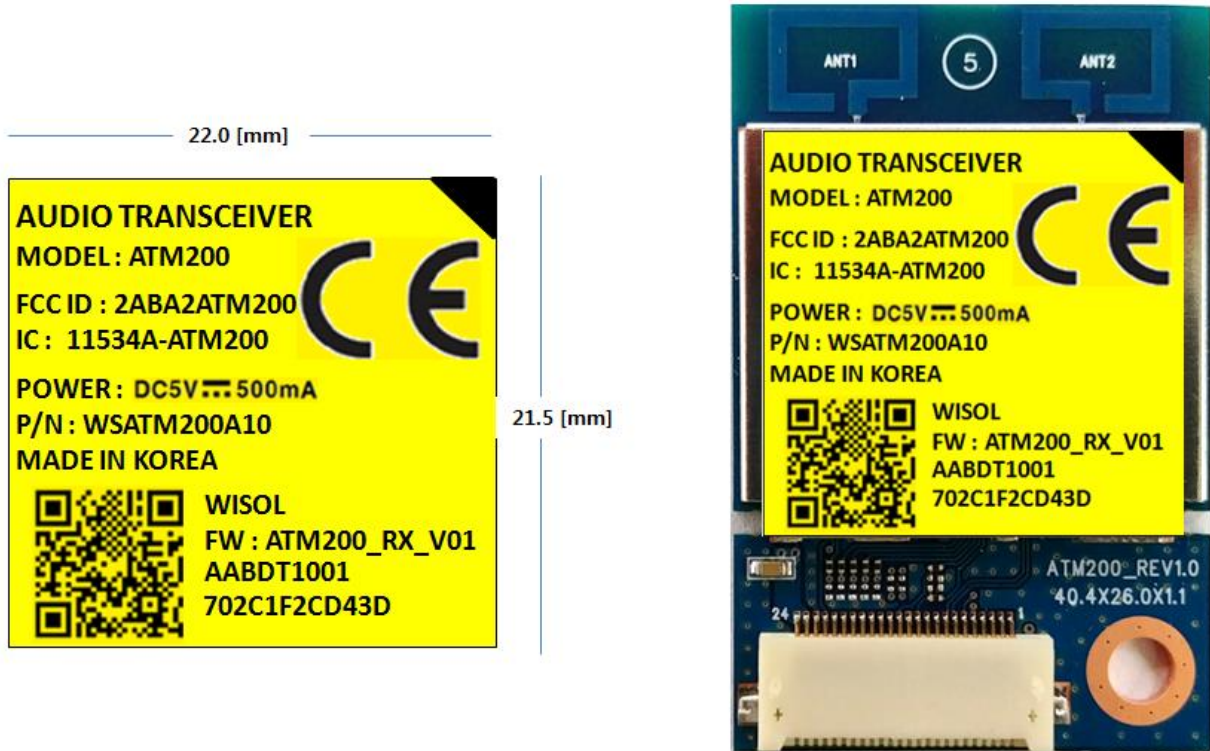 22.0 [mm]
AUDIO TRANSCEIVER
MODEL : ATM200
FCC ID : 2ABA2ATM200
IC : 11534A-ATM200
CE
POWER : DC5V⎓500mA
P/N : WSATM200A10
MADE IN KOREA
WISOL
FW : ATM200_RX_V01
AABDT1001
702C1F2CD43D
21.5 [mm]
ANT1
5
ANT2
AUDIO TRANSCEIVER
MODEL : ATM200
FCC ID : 2ABA2ATM200
IC : 11534A-ATM200
CE
POWER : DC5V⎓500mA
P/N : WSATM200A10
MADE IN KOREA
WISOL
FW : ATM200_RX_V01
AABDT1001
702C1F2CD43D
ATM200_REV1.0
40.4X26.0X1.1
24
1
+
+